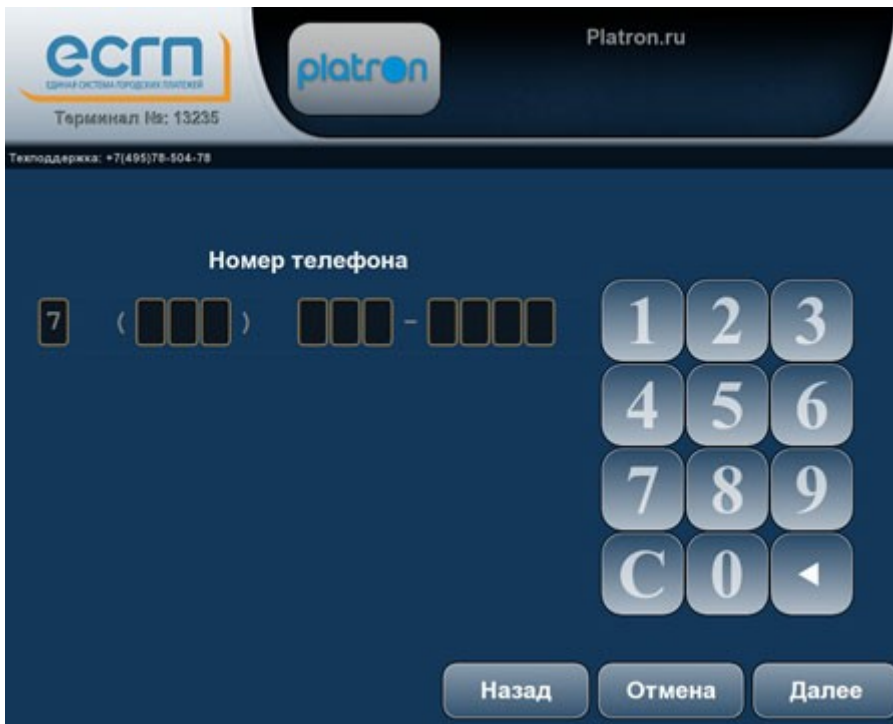 есгп
ЕДИНАЯ СИСТЕМА ГОРОДСКИХ ПЛАТЕЖЕЙ
Терминал №: 13235
platron
Platron.ru
Техподдержка: +7(495)78-504-78
Номер телефона
7 ( ) -
1 2 3
4 5 6
7 8 9
C 0
Назад Отмена Далее